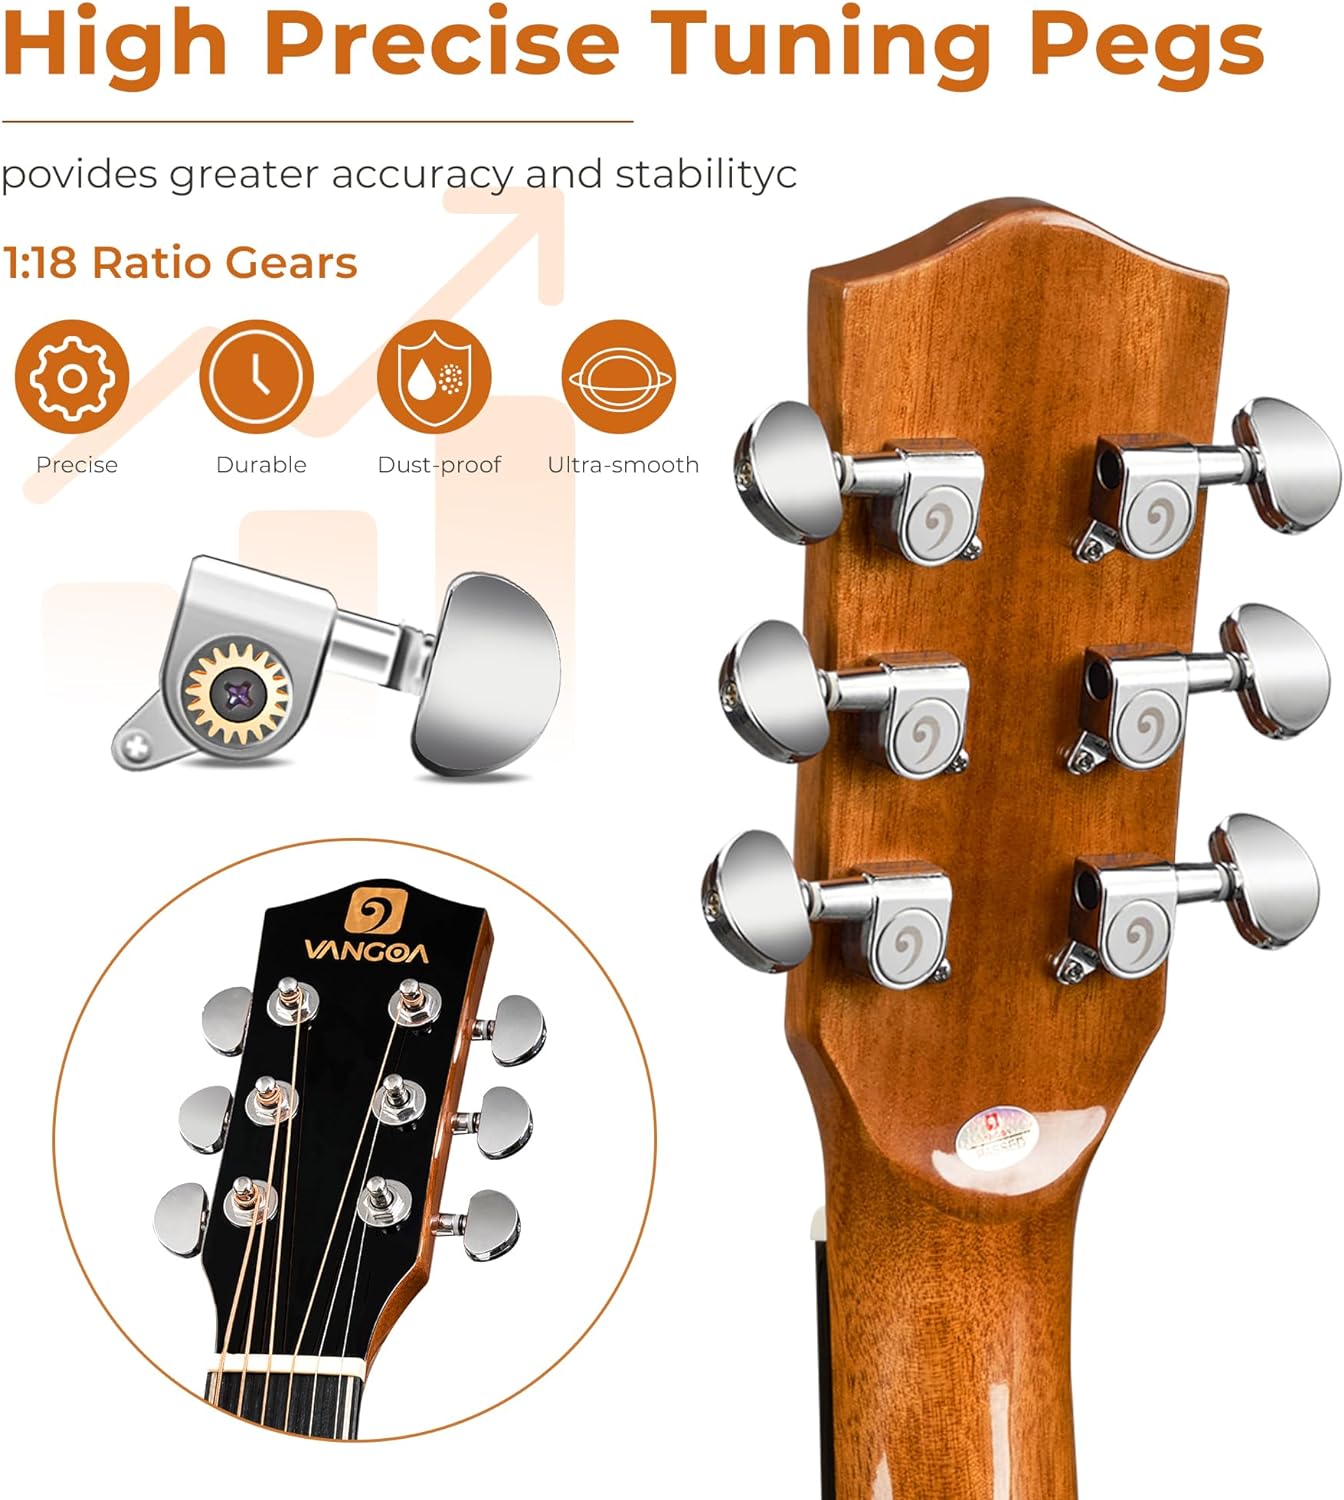 High Precise Tuning Pegs
povides greater accuracy and stabilityc
1:18 Ratio Gears
Precise
Durable
Dust-proof
Ultra-smooth
VANGOA
PASSED